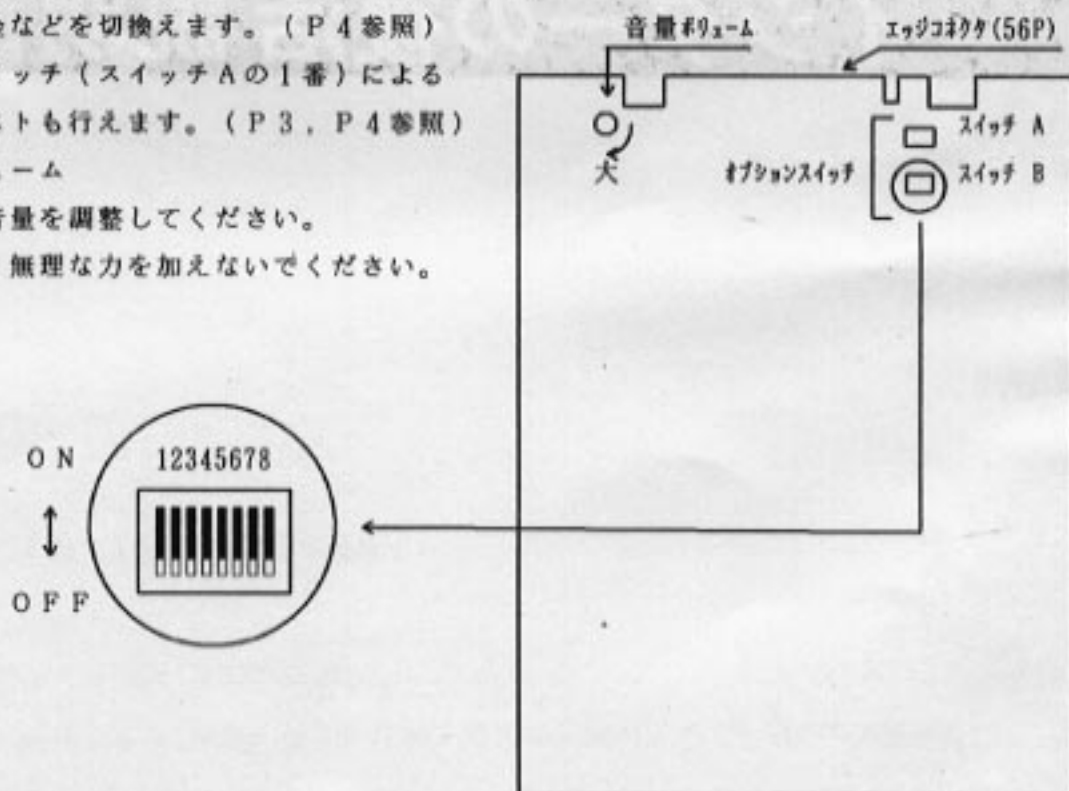 などを切換えます。（Ｐ４参照）
ッチ（スイッチＡの１番）による
トも行えます。（Ｐ３，Ｐ４参照）
ーム
音量を調整してください。
無理な力を加えないでください。
音量ﾎﾞﾘｭｰﾑ
ｴｯｼﾞｺﾈｸﾀ(56P)
大
ｵﾌﾟｼｮﾝｽｲｯﾁ
ｽｲｯﾁ A
ｽｲｯﾁ B
ＯＮ
12345678
ＯＦＦ